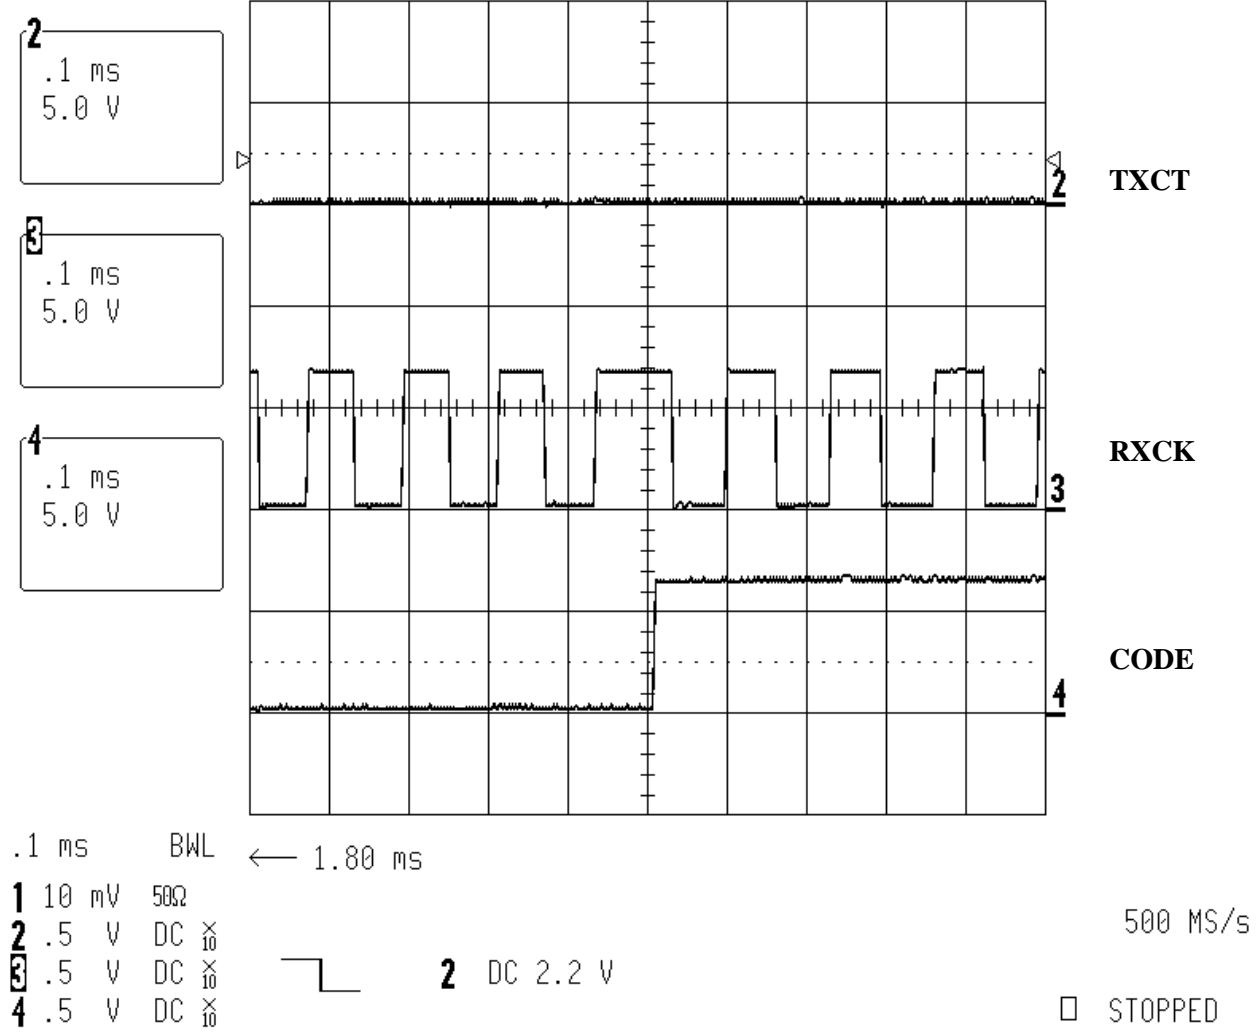 2
.1 ms
5.0 V
2
TXCT
3
.1 ms
5.0 V
RXCK
3
4
.1 ms
5.0 V
CODE
4
.1 ms BWL
← 1.80 ms
1 10 mV 50Ω
2 .5 V DC ×10
3 .5 V DC ×10
4 .5 V DC ×10
2 DC 2.2 V
500 MS/s
□ STOPPED